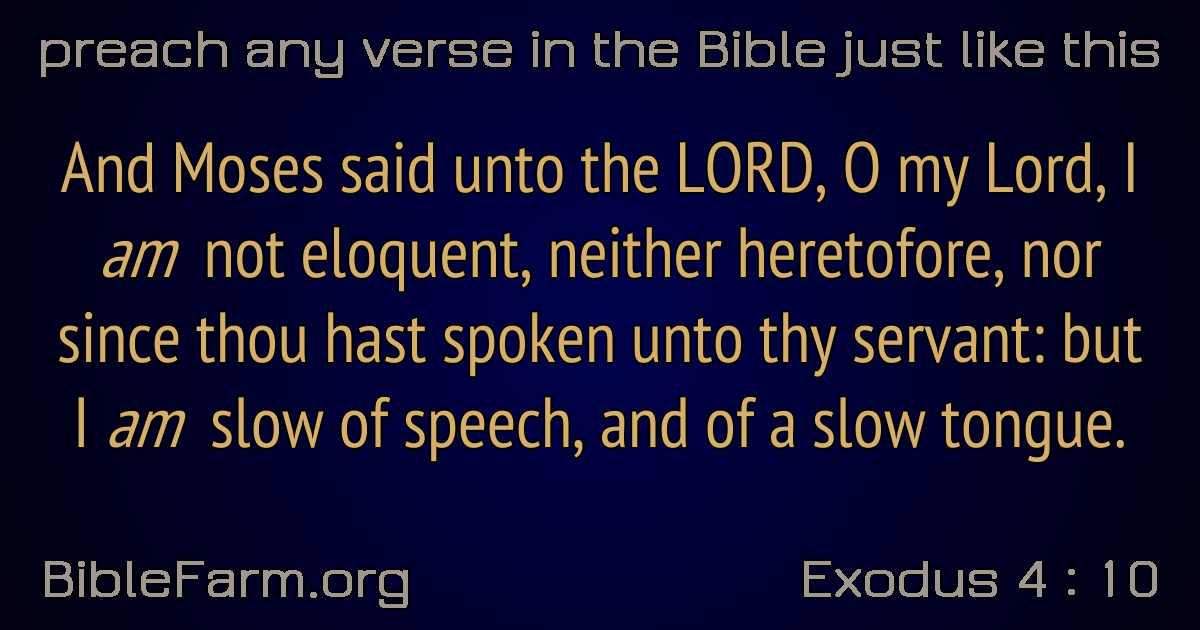 preach any verse in the Bible just like this
And Moses said unto the LORD, O my Lord, I
am not eloquent, neither heretofore, nor
since thou hast spoken unto thy servant: but
I am slow of speech, and of a slow tongue.
BibleFarm.org
Exodus 4 : 10